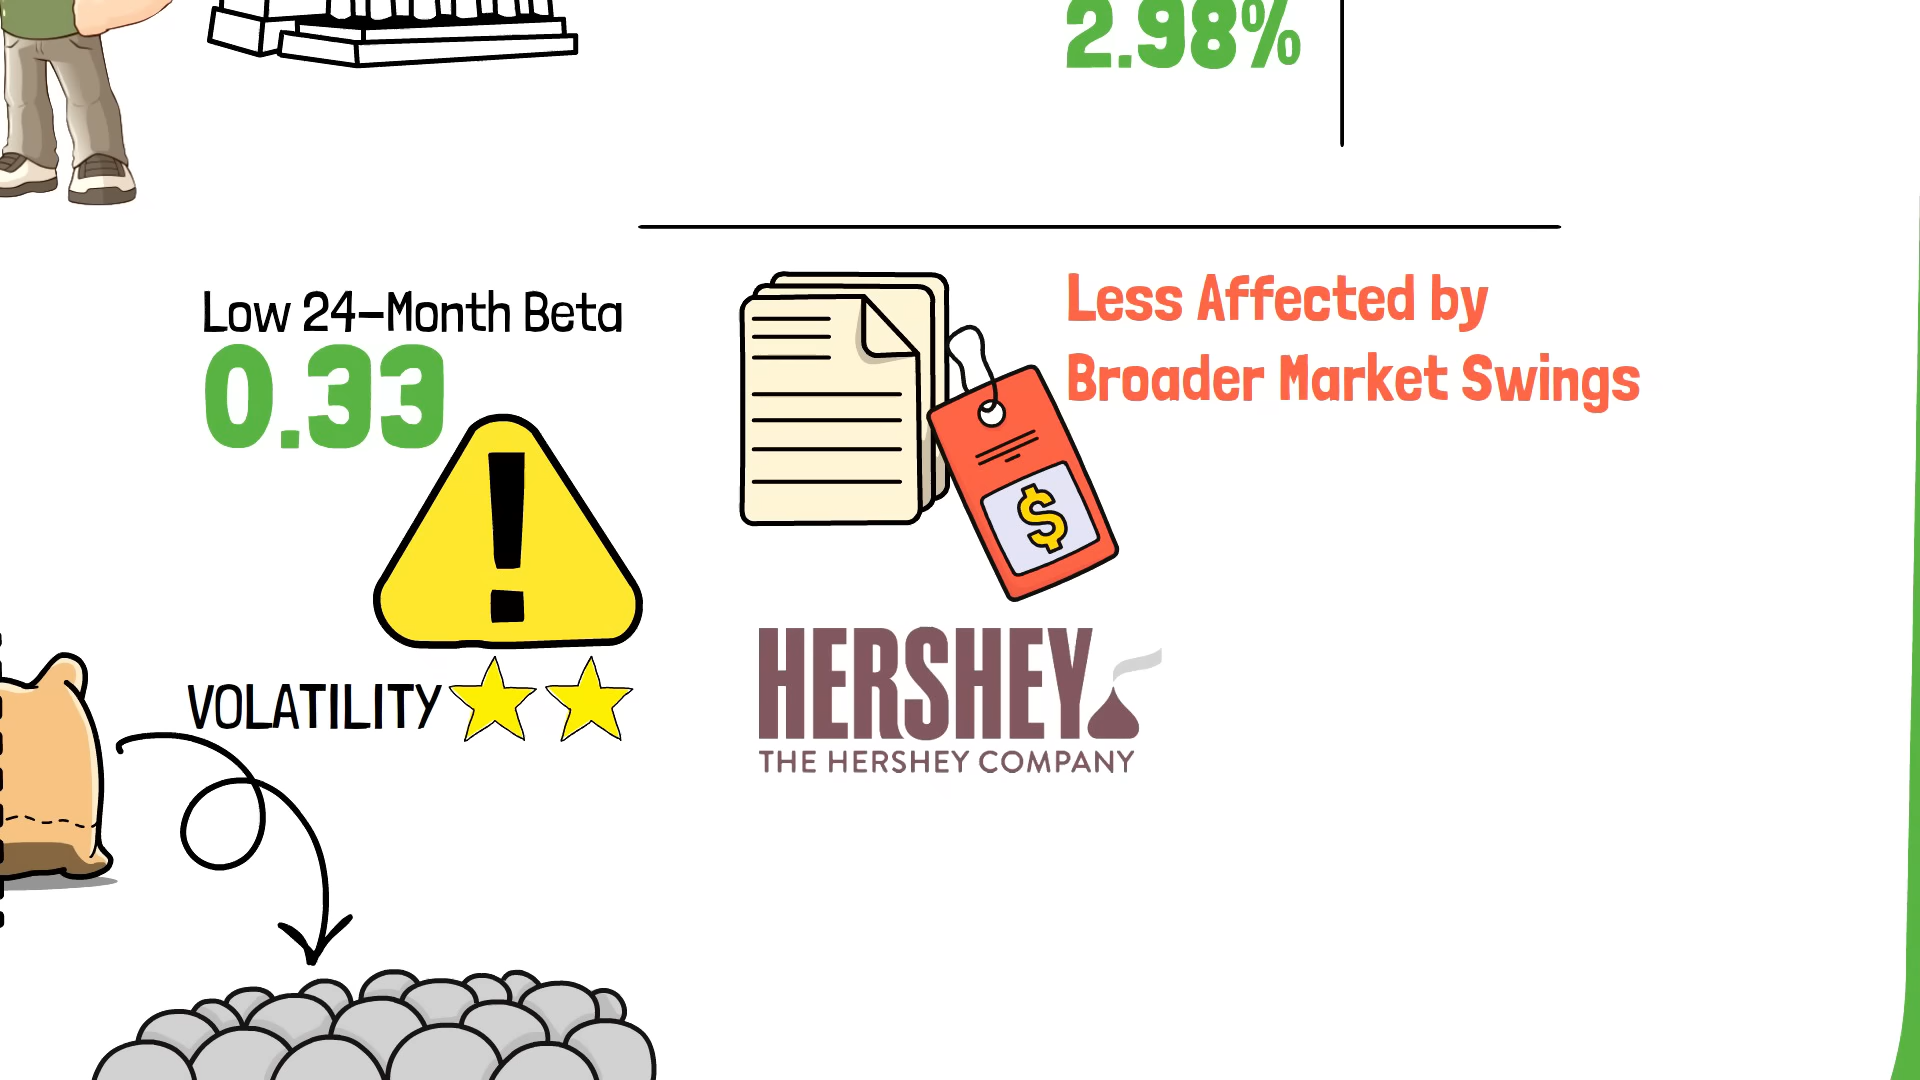 2.98%
Low 24-Month Beta
0.33
Less Affected by
Broader Market Swings
$
VOLATILITY
HERSHEY
THE HERSHEY COMPANY